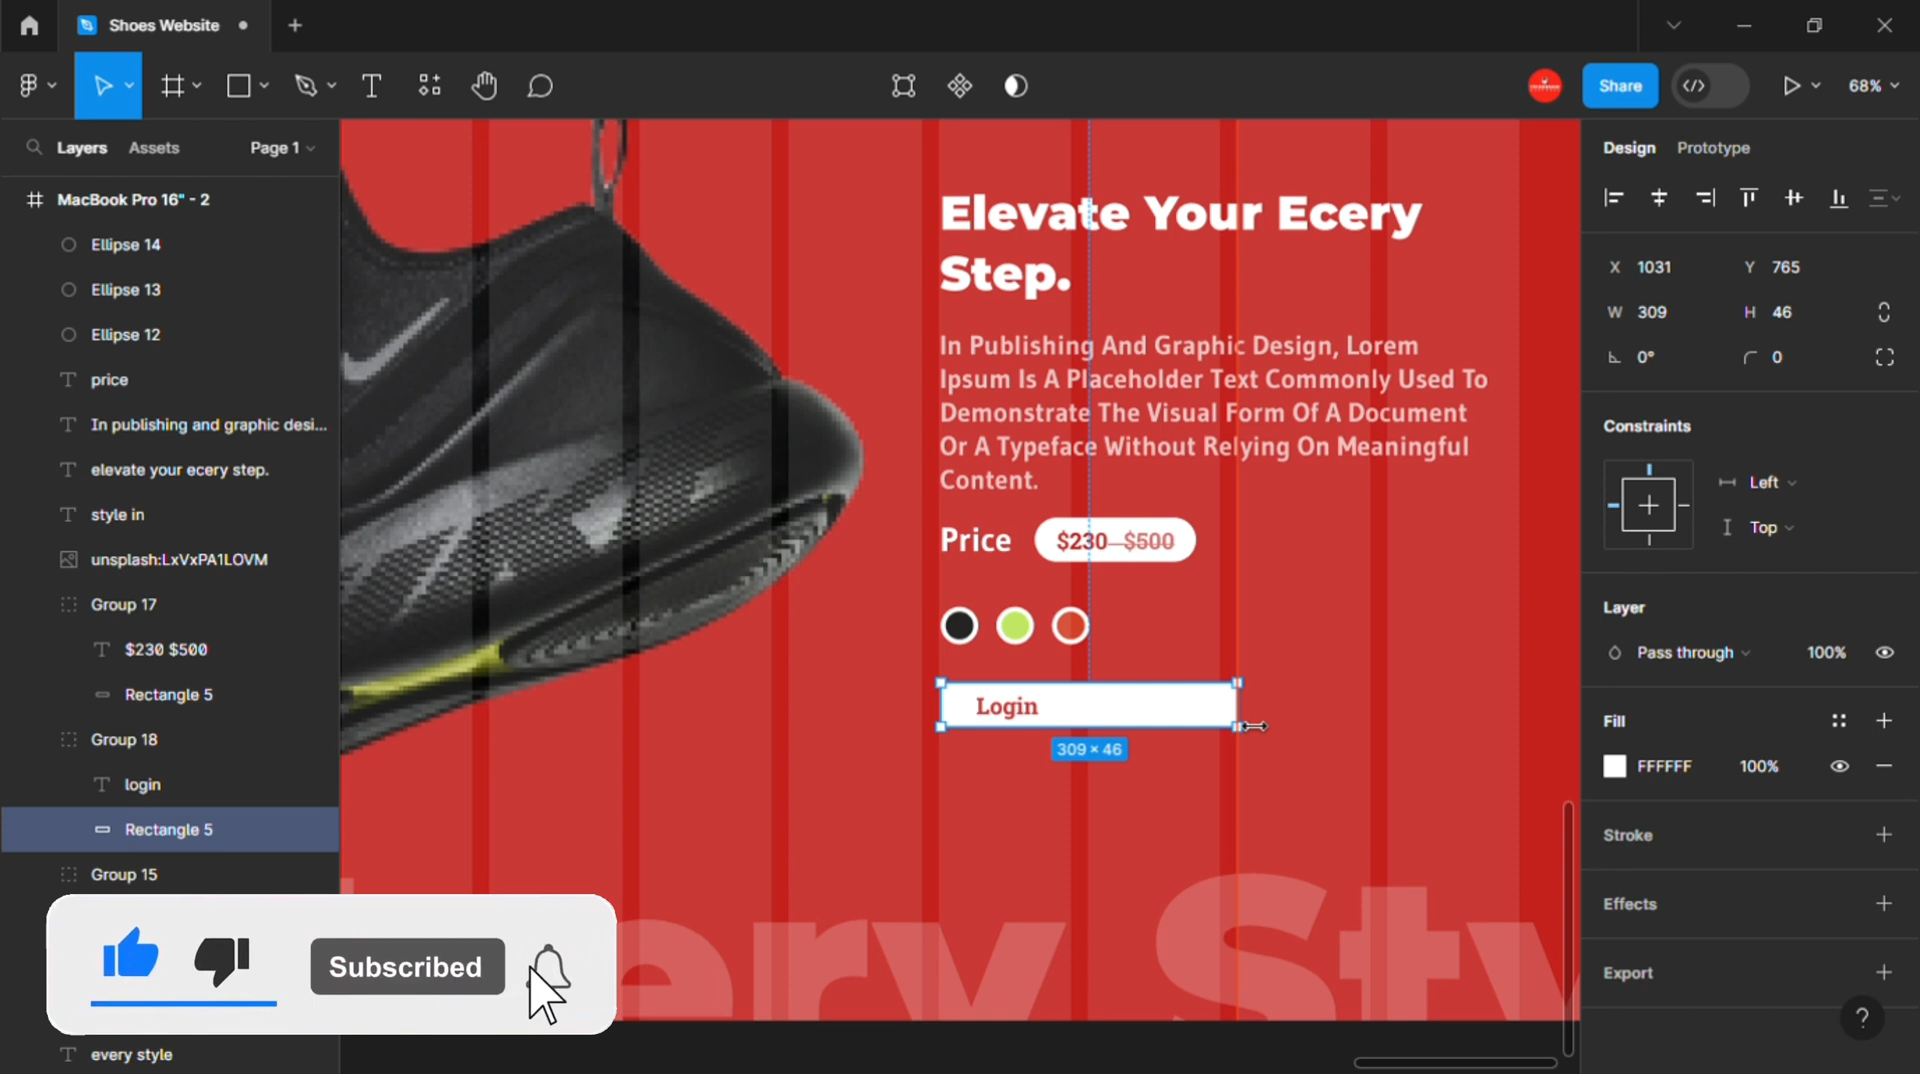 Shoes Website
Share
68%
Layers
Assets
Page 1
MacBook Pro 16" - 2
Ellipse 14
Ellipse 13
Ellipse 12
price
In publishing and graphic desi...
elevate your ecery step.
style in
unsplash:LxVxPA1LOVM
Group 17
$230 $500
Rectangle 5
Group 18
login
Rectangle 5
Group 15
every style
Elevate Your Ecery
Step.
In Publishing And Graphic Design, Lorem
Ipsum Is A Placeholder Text Commonly Used To
Demonstrate The Visual Form Of A Document
Or A Typeface Without Relying On Meaningful
Content.
Price
$230 $500
Login
309 × 46
ery Sty
Subscribed
Design
Prototype
X 1031
Y 765
W 309
H 46
0°
0
Constraints
Left
Top
Layer
Pass through
100%
Fill
FFFFFF
100%
Stroke
Effects
Export
?